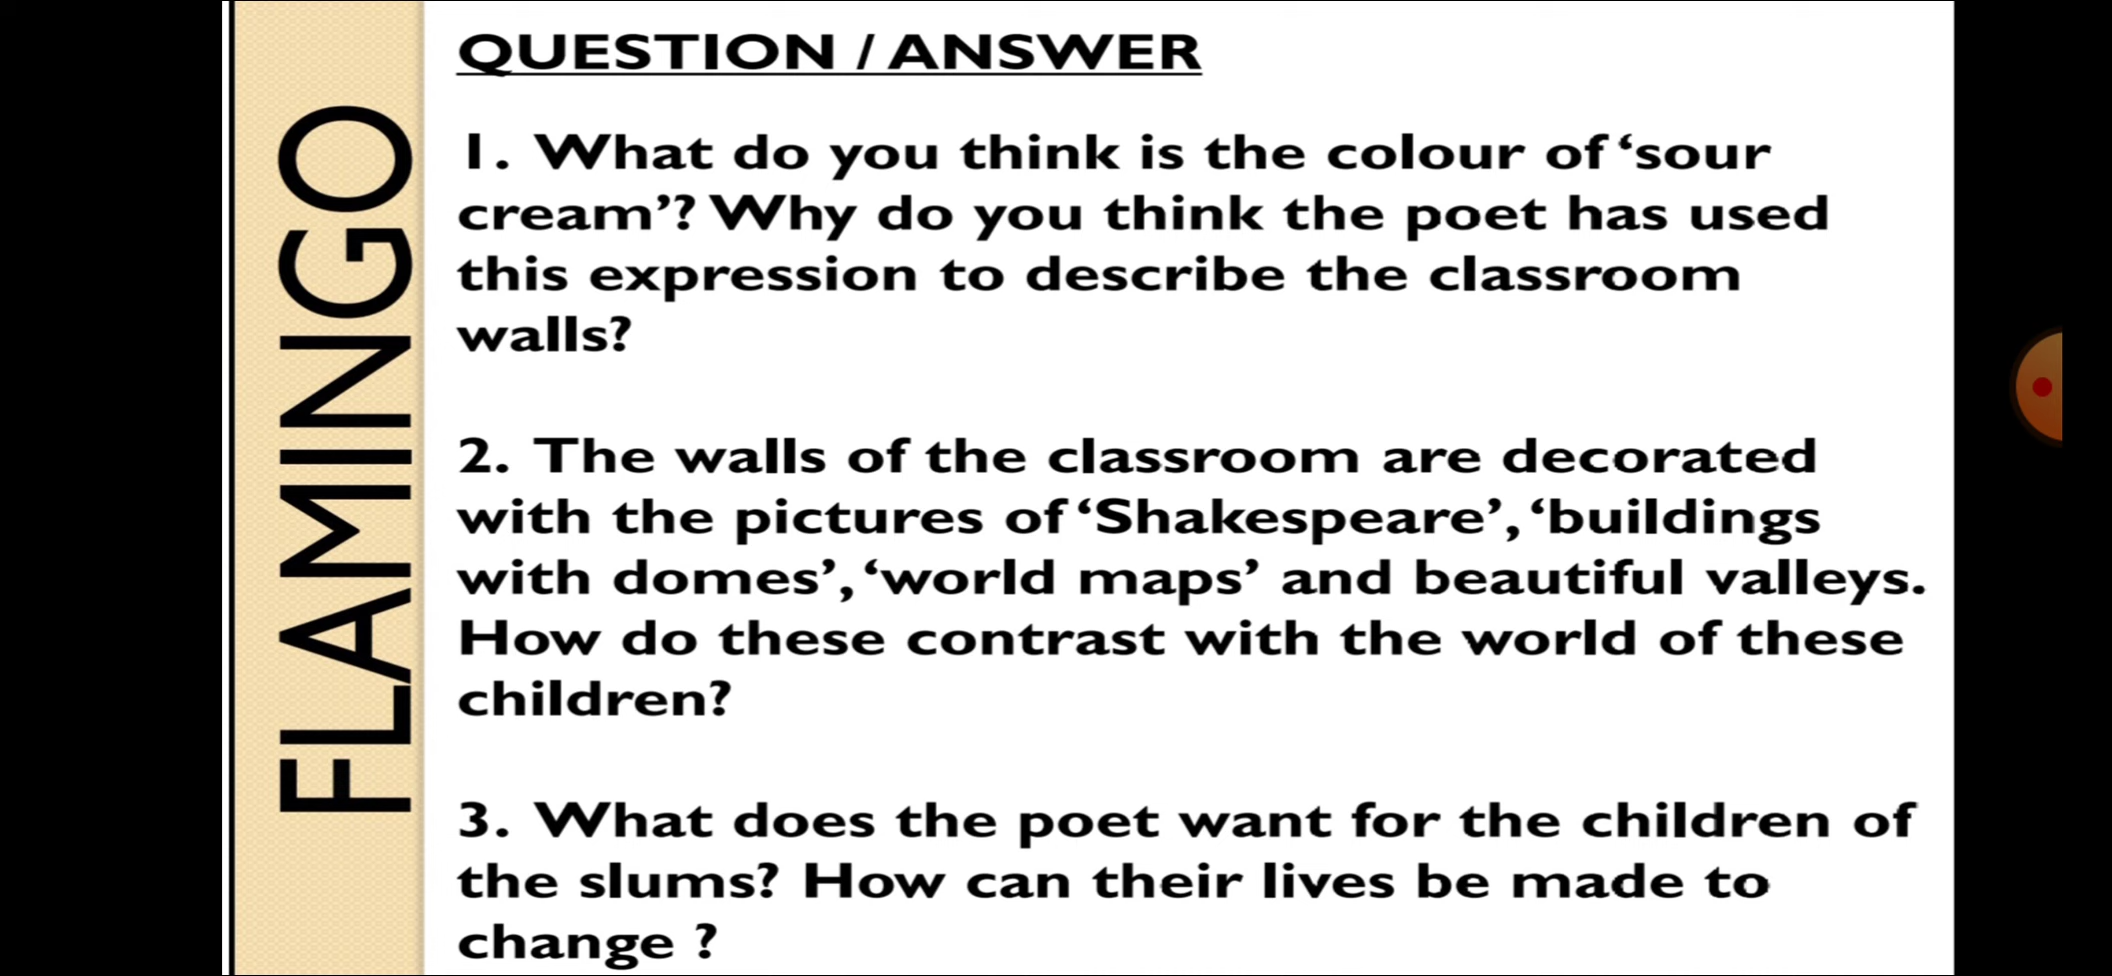 FLAMINGO
QUESTION / ANSWER
1. What do you think is the colour of ‘sour
cream’? Why do you think the poet has used
this expression to describe the classroom
walls?
2. The walls of the classroom are decorated
with the pictures of ‘Shakespeare’, ‘buildings
with domes’, ‘world maps’ and beautiful valleys.
How do these contrast with the world of these
children?
3. What does the poet want for the children of
the slums? How can their lives be made to
change ?